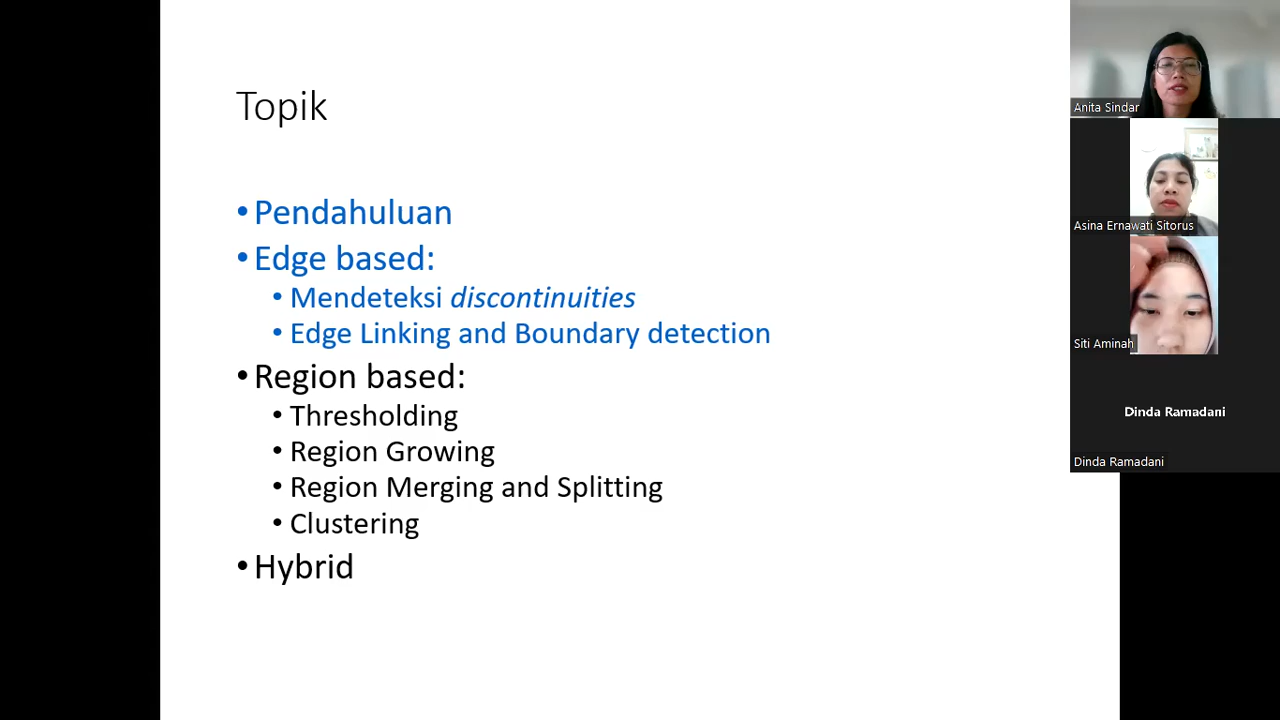 Topik
• Pendahuluan
• Edge based:
• Mendeteksi discontinuities
• Edge Linking and Boundary detection
• Region based:
• Thresholding
• Region Growing
• Region Merging and Splitting
• Clustering
• Hybrid
Anita Sindar
Asina Ernawati Sitorus
Siti Aminah
Dinda Ramadani
Dinda Ramadani